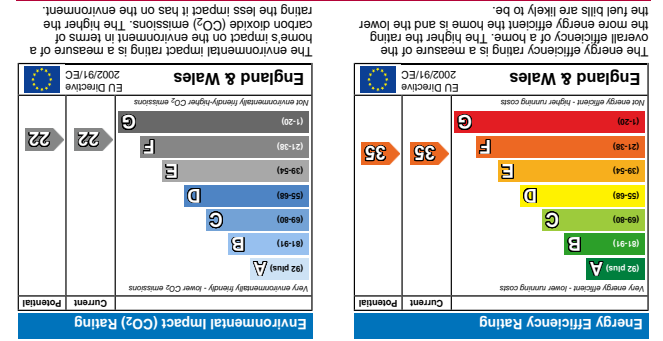 Energy Efficiency Rating
Current Potential
Very energy efficient - lower running costs
(92 plus) A
(81-91) B
(69-80) C
(55-68) D
(39-54) E
(21-38) F
35 35
(1-20) G
Not energy efficient - higher running costs
England & Wales
EU Directive
2002/91/EC
The energy efficiency rating is a measure of the
overall efficiency of a home. The higher the rating
the more energy efficient the home is and the lower
the fuel bills are likely to be.
Environmental Impact (CO₂) Rating
Current Potential
Very environmentally friendly - lower CO₂ emissions
(92 plus) A
(81-91) B
(69-80) C
(55-68) D
(39-54) E
(21-38) F
22 22
(1-20) G
Not environmentally friendly-higher CO₂ emissions
England & Wales
EU Directive
2002/91/EC
The environmental impact rating is a measure of a
home's impact on the environment in terms of
carbon dioxide (CO₂) emissions. The higher the
rating the less impact it has on the environment.